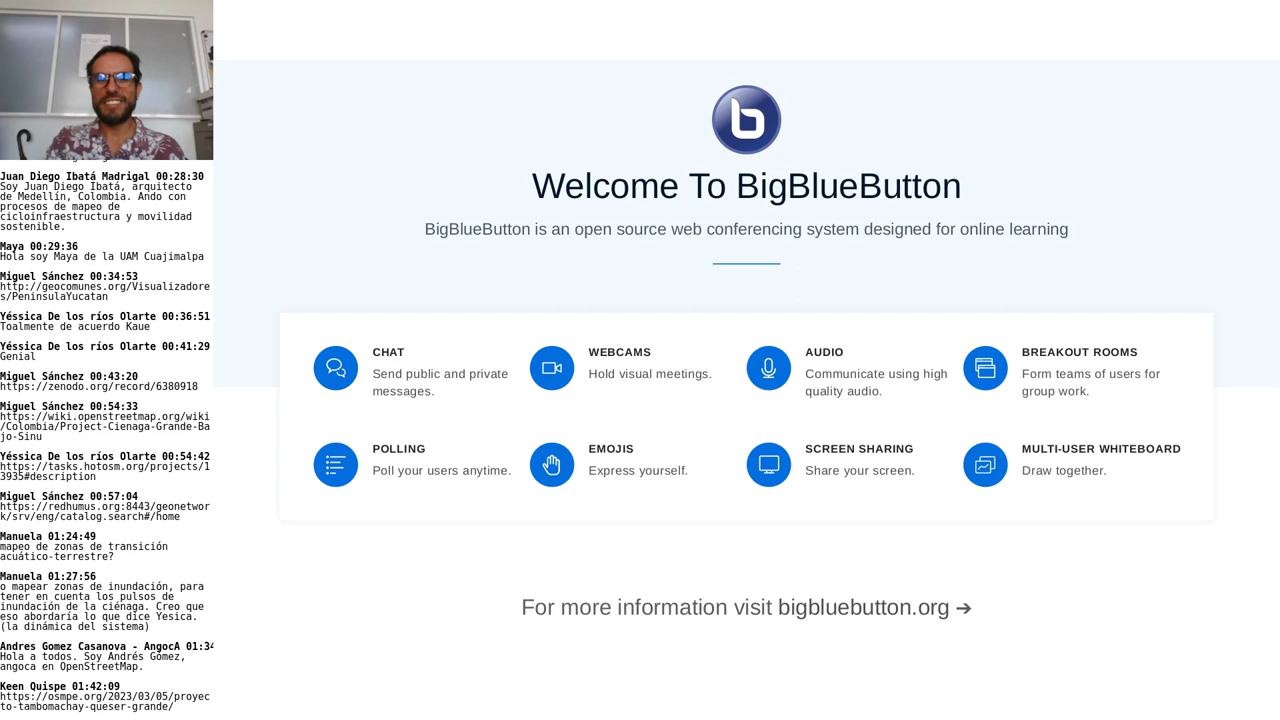 Juan Diego Ibatá Madrigal 00:28:30
Soy Juan Diego Ibatá, arquitecto
de Medellín, Colombia. Ando con
procesos de mapeo de
cicloinfraestructura y movilidad
sostenible.
Maya 00:29:36
Hola soy Maya de la UAM Cuajimalpa
Miguel Sánchez 00:34:53
http://geocomunes.org/Visualizadore
s/PeninsulaYucatan
Yéssica De los ríos Olarte 00:36:51
Toalmente de acuerdo Kaue
Yéssica De los ríos Olarte 00:41:29
Genial
Miguel Sánchez 00:43:20
https://zenodo.org/record/6380918
Miguel Sánchez 00:54:33
https://wiki.openstreetmap.org/wiki
/Colombia/Project-Cienaga-Grande-Ba
jo-Sinu
Yéssica De los ríos Olarte 00:54:42
https://tasks.hotosm.org/projects/1
3935#description
Miguel Sánchez 00:57:04
https://redhumus.org:8443/geonetwor
k/srv/eng/catalog.search#/home
Manuela 01:24:49
mapeo de zonas de transición
acuático-terrestre?
Manuela 01:27:56
o mapear zonas de inundación, para
tener en cuenta los pulsos de
inundación de la ciénaga. Creo que
eso abordaría lo que dice Yesica.
(la dinámica del sistema)
Andres Gomez Casanova - AngocA 01:34
Hola a todos. Soy Andrés Gómez,
angoca en OpenStreetMap.
Keen Quispe 01:42:09
https://osmpe.org/2023/03/05/proyec
to-tambomachay-queser-grande/
Welcome To BigBlueButton
BigBlueButton is an open source web conferencing system designed for online learning
CHAT
Send public and private
messages.
WEBCAMS
Hold visual meetings.
AUDIO
Communicate using high
quality audio.
BREAKOUT ROOMS
Form teams of users for
group work.
POLLING
Poll your users anytime.
EMOJIS
Express yourself.
SCREEN SHARING
Share your screen.
MULTI-USER WHITEBOARD
Draw together.
For more information visit bigbluebutton.org ➔